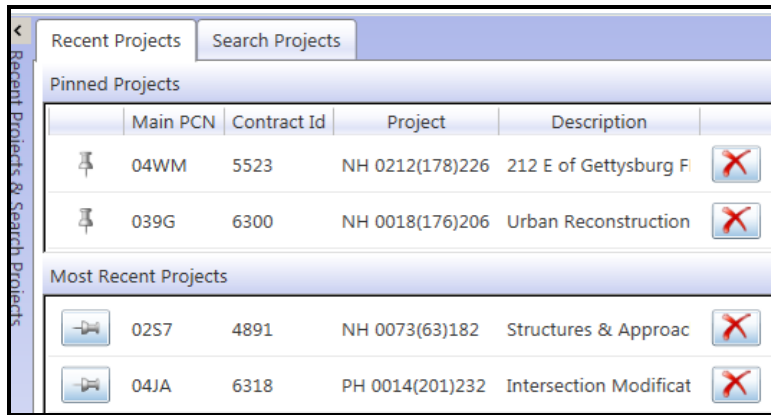 Recent Projects & Search Projects
Recent Projects Search Projects
Pinned Projects
Main PCN Contract Id Project Description
04WM 5523 NH 0212(178)226 212 E of Gettysburg F
039G 6300 NH 0018(176)206 Urban Reconstruction
Most Recent Projects
02S7 4891 NH 0073(63)182 Structures & Approac
04JA 6318 PH 0014(201)232 Intersection Modificat